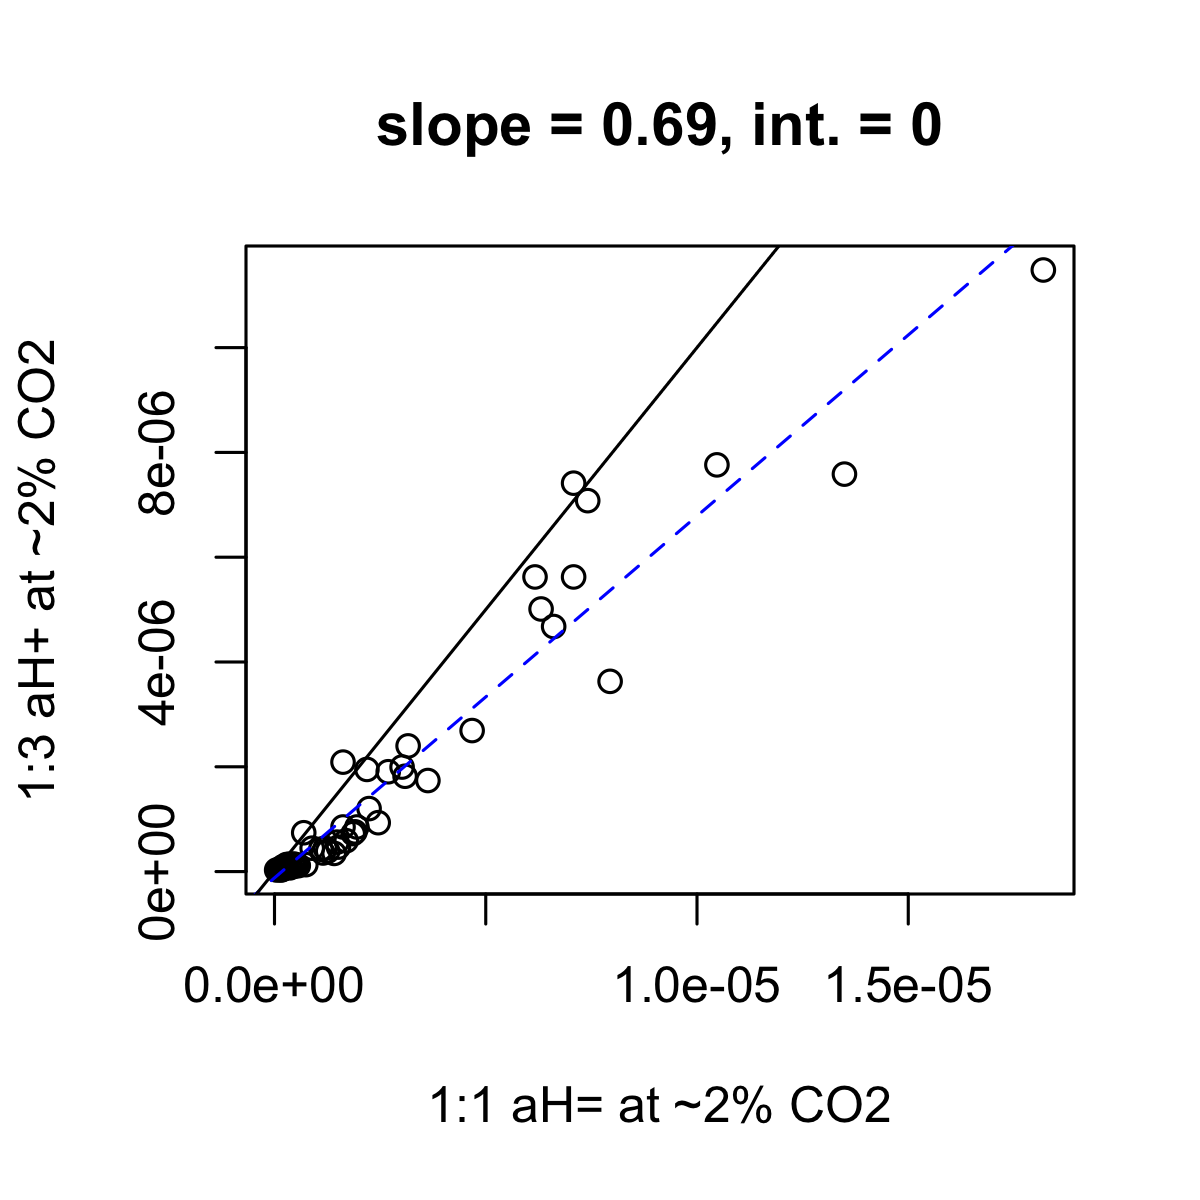 slope = 0.69, int. = 0
1:3 aH+ at ~2% CO2
8e-06
4e-06
0e+00
0.0e+00 1.0e-05 1.5e-05
1:1 aH= at ~2% CO2